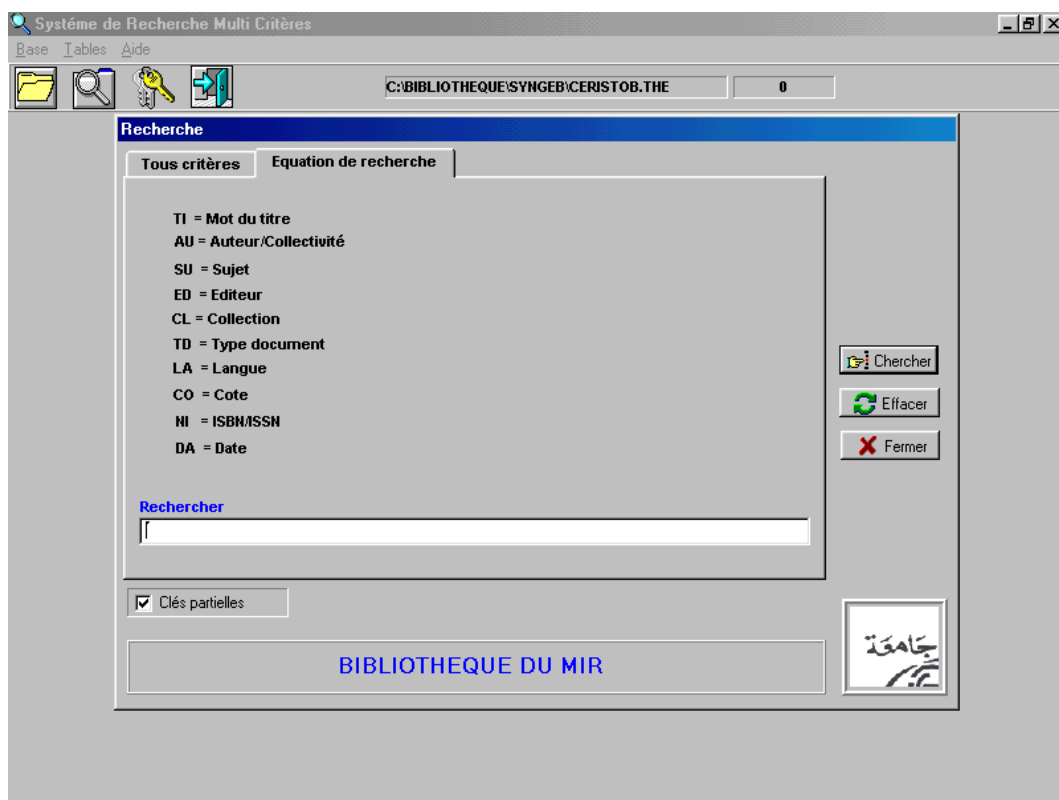 Systéme de Recherche Multi Critères
Base Tables Aide
C:\BIBLIOTHEQUE\SYNGEB\CERISTOB.THE 0
Recherche
Tous critères Equation de recherche
TI = Mot du titre
AU = Auteur/Collectivité
SU = Sujet
ED = Editeur
CL = Collection
TD = Type document
LA = Langue
CO = Cote
NI = ISBN/ISSN
DA = Date
Chercher
Effacer
Fermer
Rechercher
Clés partielles
BIBLIOTHEQUE DU MIR
جَامعَة